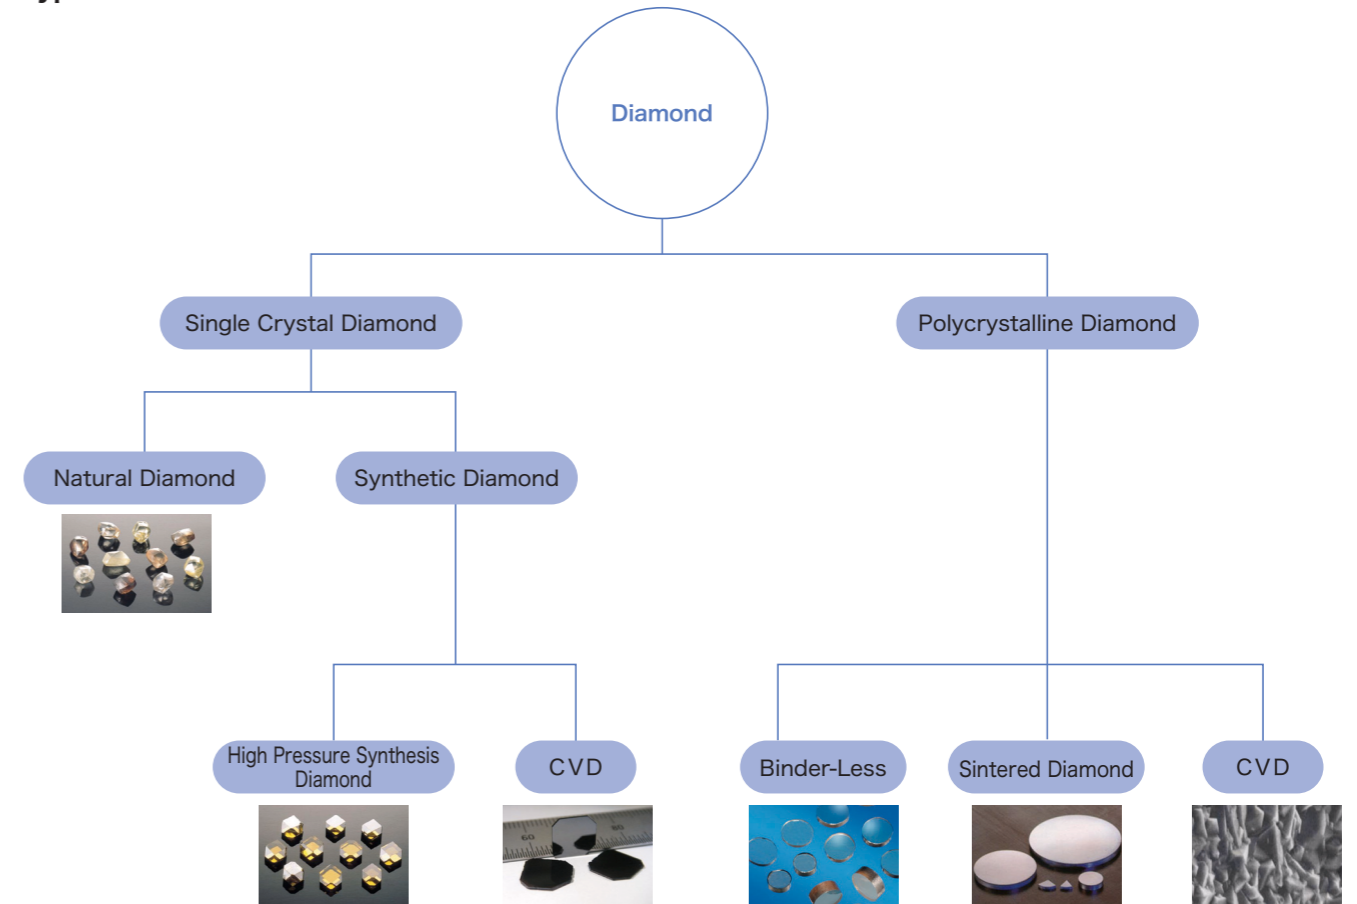 Diamond
Single Crystal Diamond
Polycrystalline Diamond
Natural Diamond
Synthetic Diamond
High Pressure Synthesis
Diamond
CVD
Binder-Less
Sintered Diamond
CVD
60